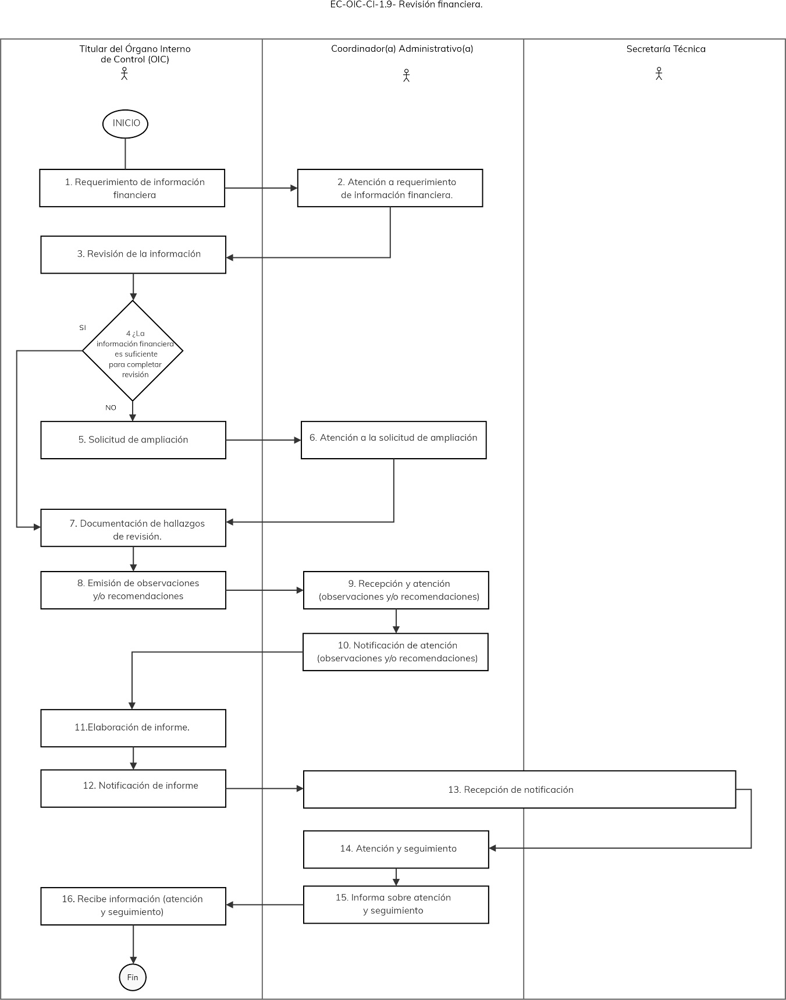 EC-OIC-CI-1.9- Revisión financiera.
Titular del Órgano Interno
de Control (OIC)
Coordinador(a) Administrativo(a)
Secretaría Técnica
INICIO
1. Requerimiento de información
financiera
2. Atención a requerimiento
de información financiera.
3. Revisión de la información
SI
4 ¿La
información financiera
es suficiente
para completar
revisión
NO
5. Solicitud de ampliación
6. Atención a la solicitud de ampliación
7. Documentación de hallazgos
de revisión.
8. Emisión de observaciones
y/o recomendaciones
9. Recepción y atención
(observaciones y/o recomendaciones)
10. Notificación de atención
(observaciones y/o recomendaciones)
11.Elaboración de informe.
12. Notificación de informe
13. Recepción de notificación
14. Atención y seguimiento
15. Informa sobre atención
y seguimiento
16. Recibe información (atención
y seguimiento)
Fin